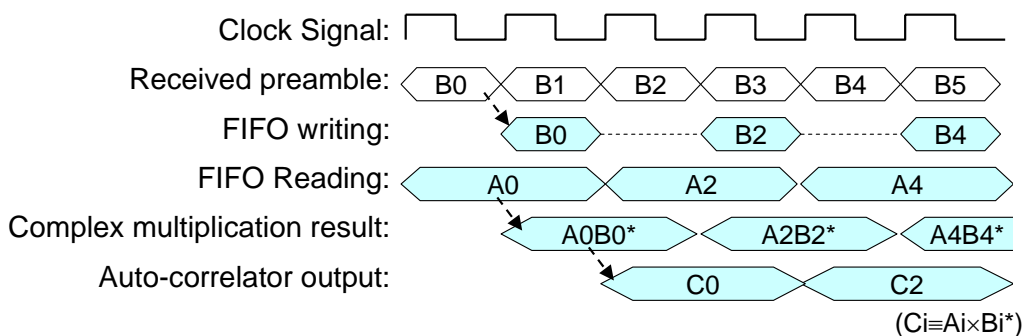 Clock Signal:
Received preamble: B0 B1 B2 B3 B4 B5
FIFO writing: B0 B2 B4
FIFO Reading: A0 A2 A4
Complex multiplication result: A0B0* A2B2* A4B4*
Auto-correlator output: C0 C2
(Ci≡Ai×Bi*)